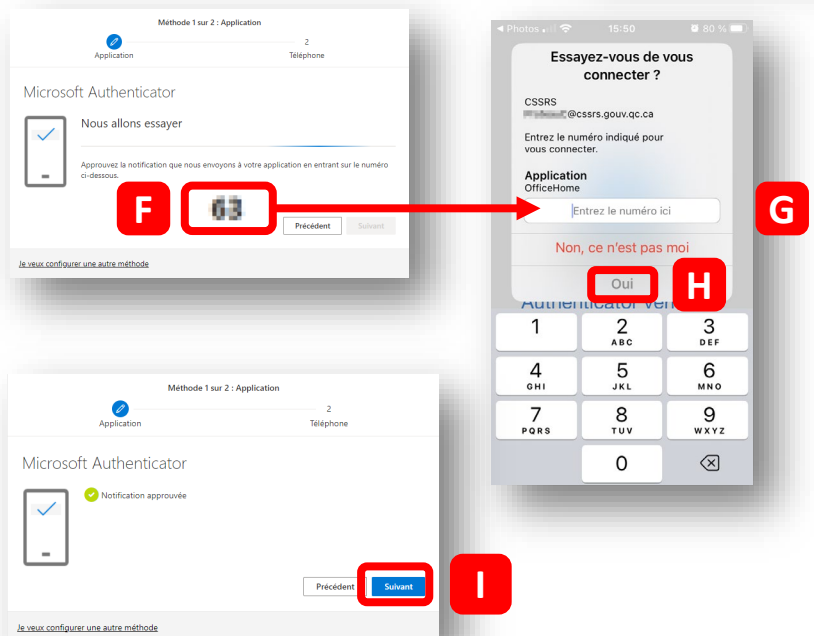 Méthode 1 sur 2 : Application
2
Application
Téléphone
Microsoft Authenticator
Nous allons essayer
Approuvez la notification que nous envoyons à votre application en entrant sur le numéro
ci-dessous.
F
63
Précédent
Suivant
Je veux configurer une autre méthode
Photos
15:50
80 %
Essayez-vous de vous
connecter ?
CSSRS
@cssrs.gouv.qc.ca
Entrez le numéro indiqué pour
vous connecter.
Application
OfficeHome
Entrez le numéro ici
G
Non, ce n'est pas moi
Oui
H
Authenticator
1
2
ABC
3
DEF
4
GHI
5
JKL
6
MNO
7
PQRS
8
TUV
9
WXYZ
0
Méthode 1 sur 2 : Application
2
Application
Téléphone
Microsoft Authenticator
Notification approuvée
Précédent
Suivant
I
Je veux configurer une autre méthode